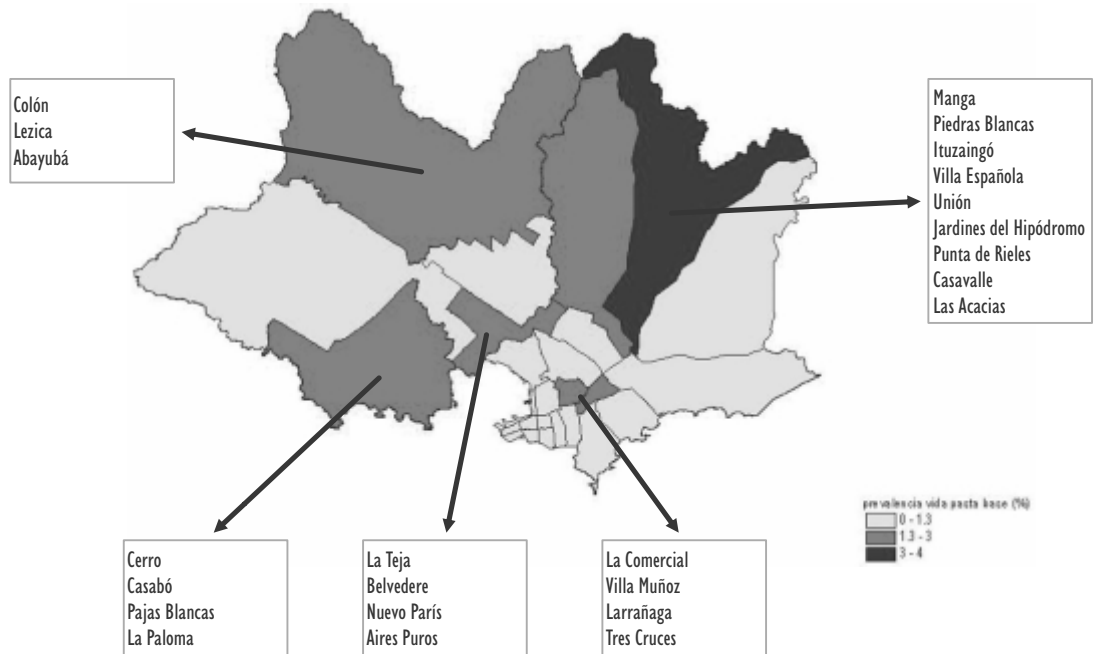 Colón
Lezica
Abayubá
Manga
Piedras Blancas
Ituzaingó
Villa Española
Unión
Jardines del Hipódromo
Punta de Rieles
Casavalle
Las Acacias
prevalencia vida pasta base (%)
0 - 1.3
1.3 - 3
3 - 4
Cerro
Casabó
Pajas Blancas
La Paloma
La Teja
Belvedere
Nuevo París
Aires Puros
La Comercial
Villa Muñoz
Larrañaga
Tres Cruces